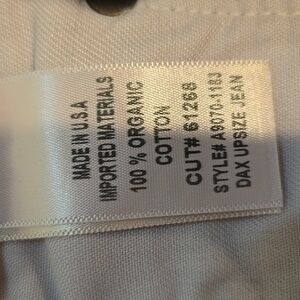 MADE IN U.S.A
IMPORTED MATERIALS
100 % ORGANIC
COTTON
CUT# 61268
STYLE# A9070-1183
DAX UPSIZE JEAN